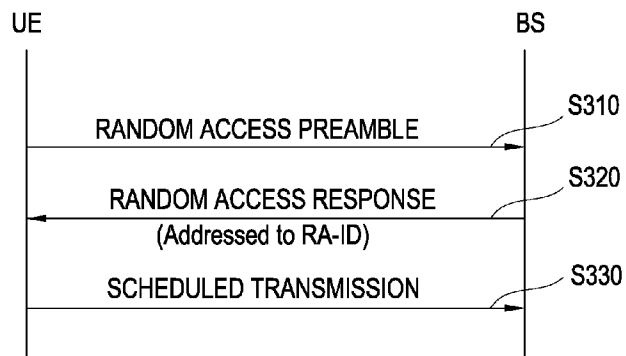 UE
BS
S310
RANDOM ACCESS PREAMBLE
S320
RANDOM ACCESS RESPONSE
(Addressed to RA-ID)
S330
SCHEDULED TRANSMISSION